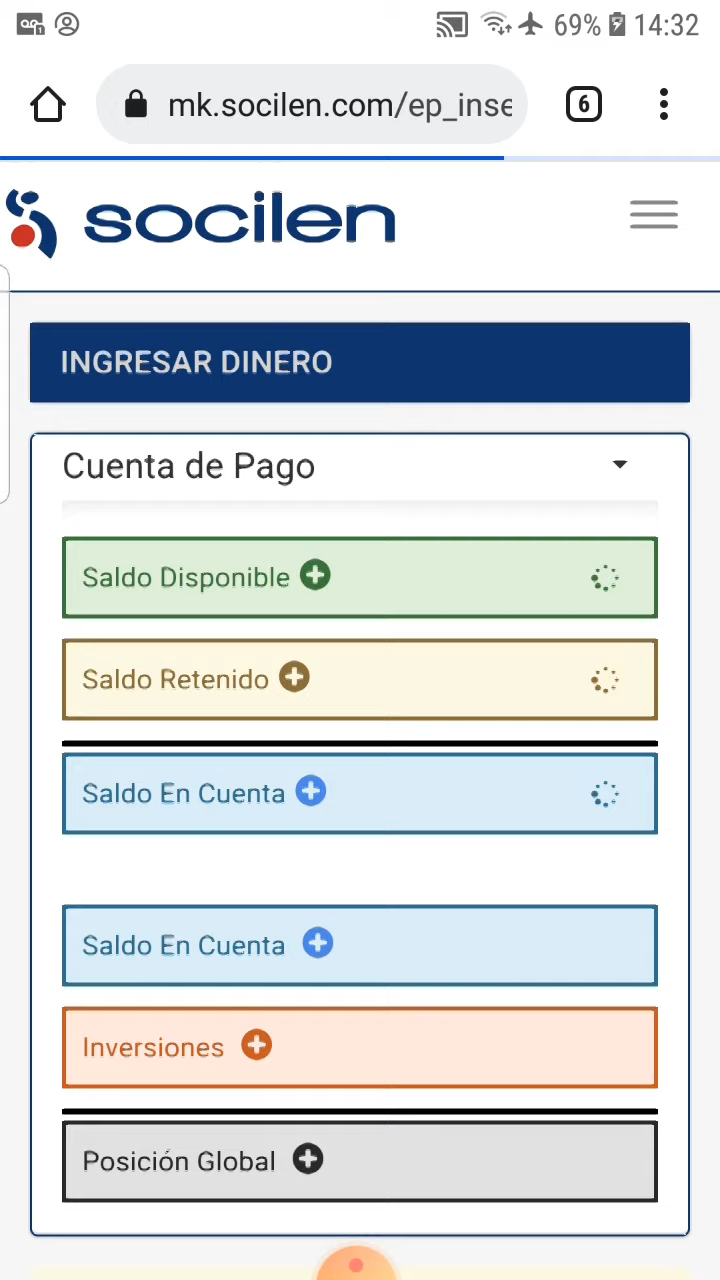 69% 14:32
mk.socilen.com/ep_inse
6
socilen
INGRESAR DINERO
Cuenta de Pago
Saldo Disponible
Saldo Retenido
Saldo En Cuenta
Saldo En Cuenta
Inversiones
Posición Global